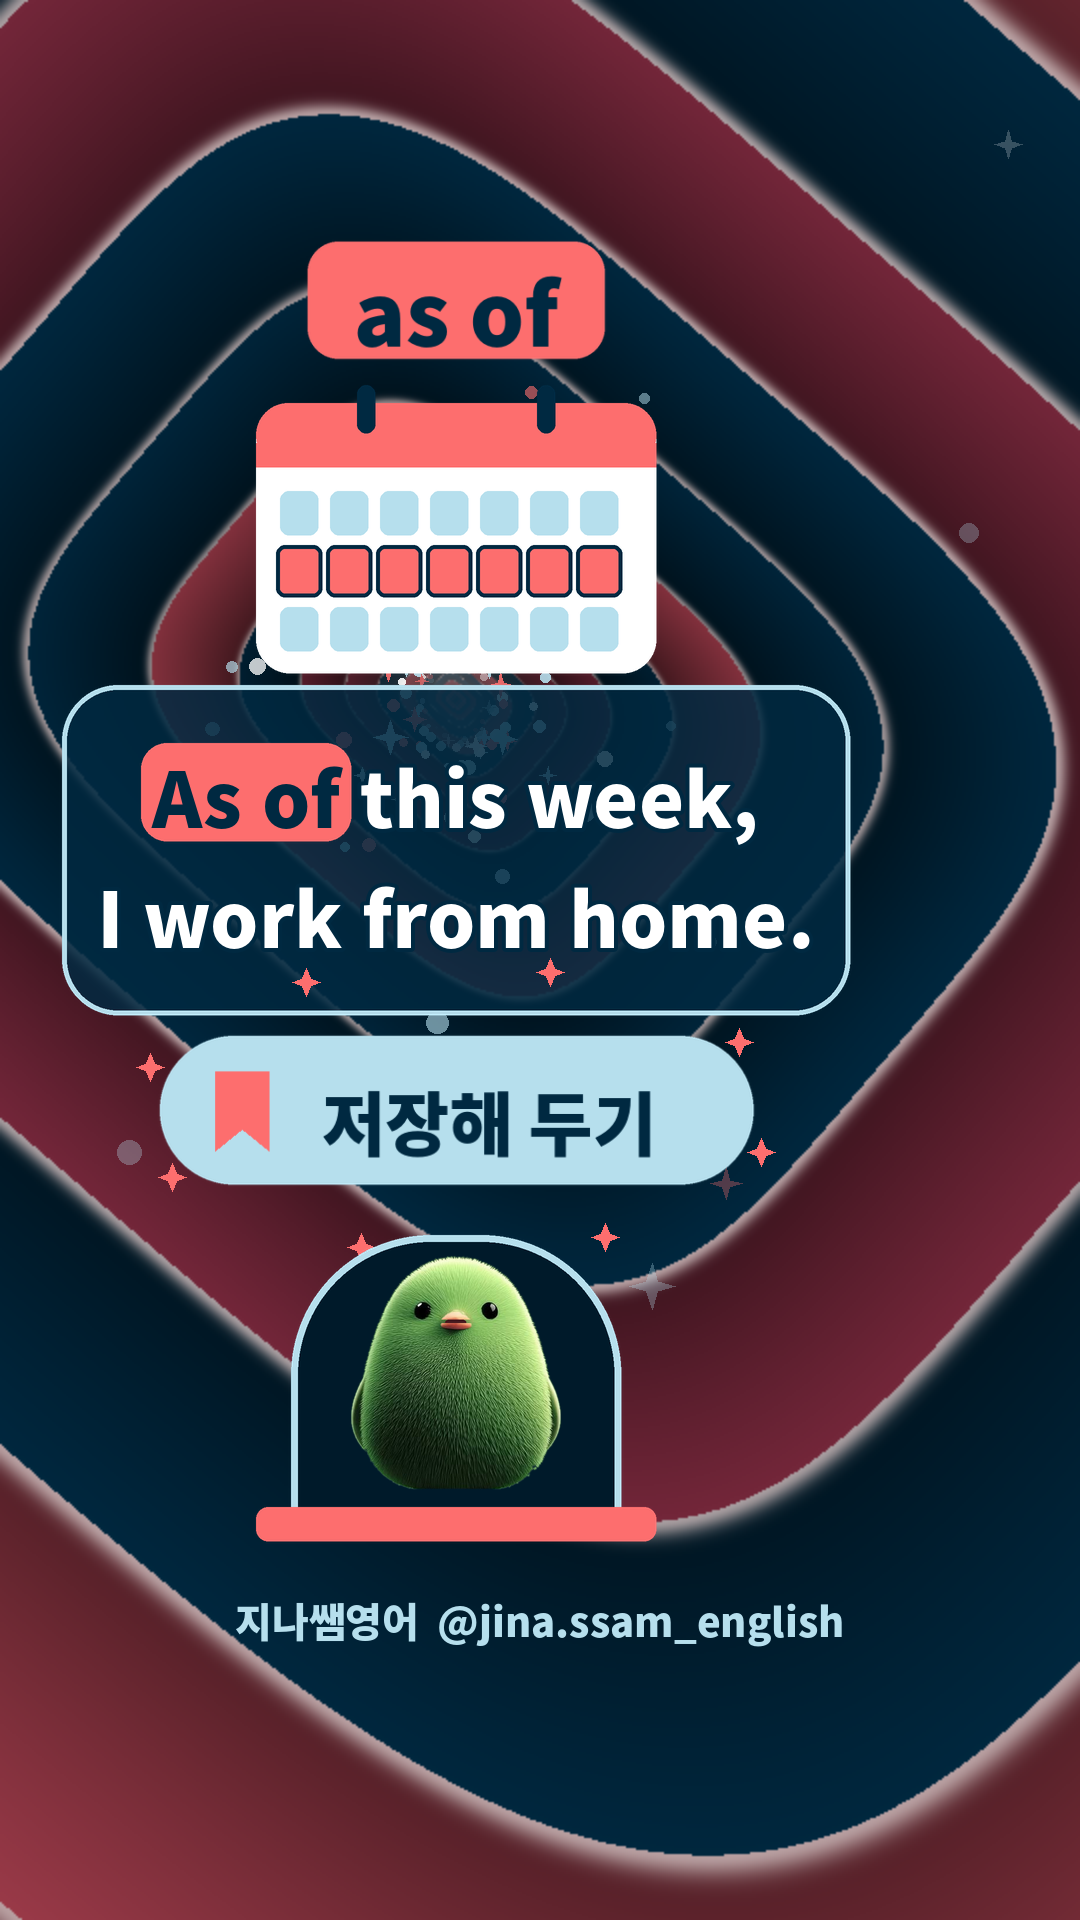 as of
As of this week,
I work from home.
저장해 두기
지나쌤영어 @jina.ssam_english